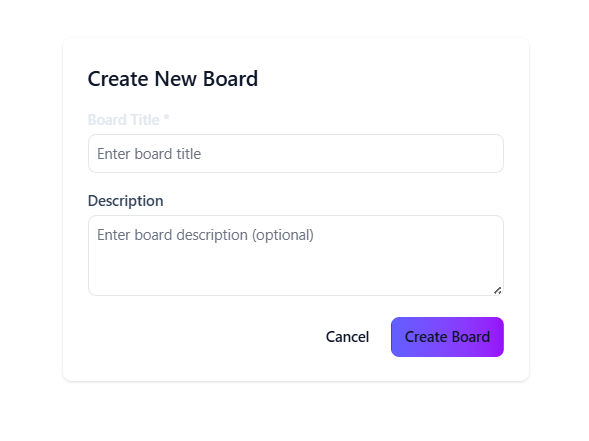 Create New Board
Board Title *
Enter board title
Description
Enter board description (optional)
Cancel
Create Board